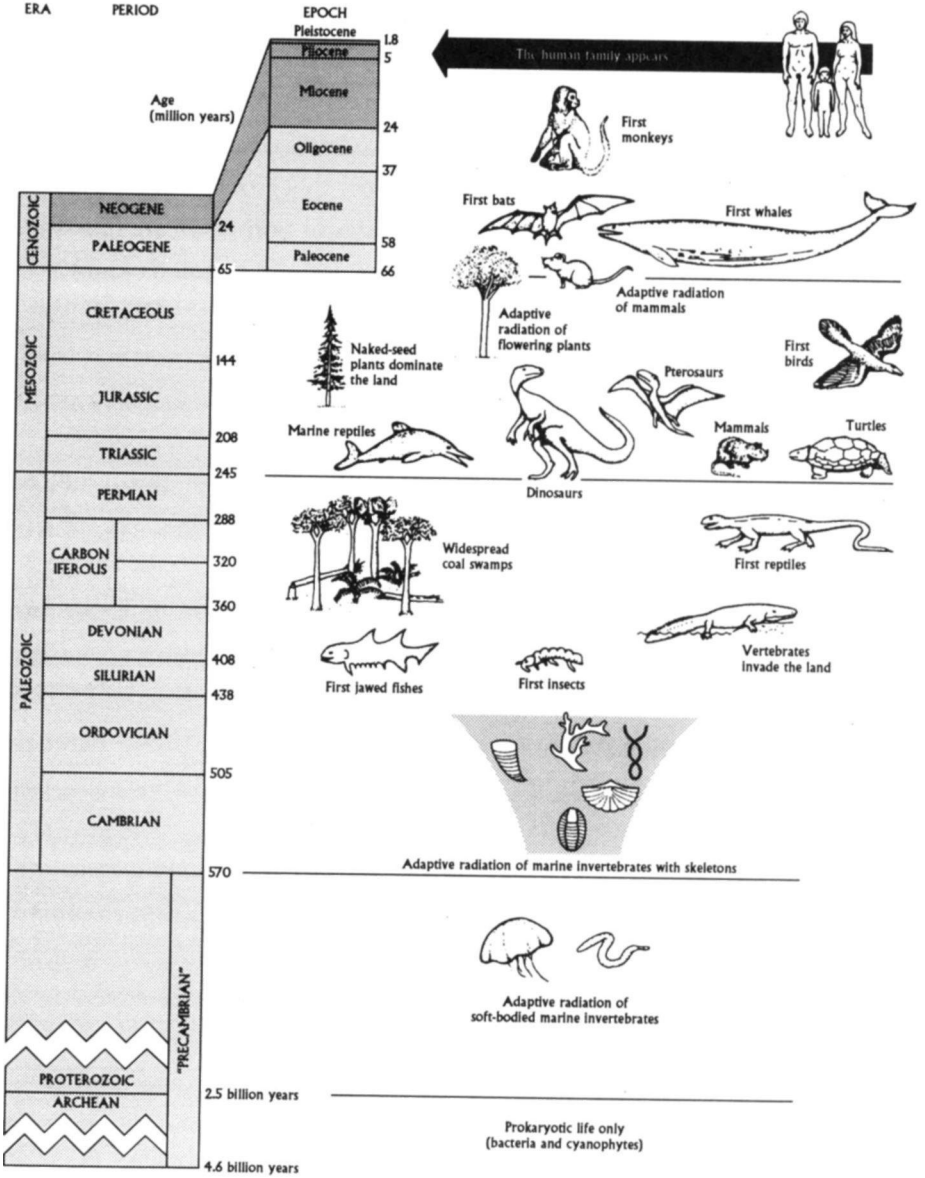 ERA PERIOD EPOCH
Pleistocene
1.8
Pliocene
5
The human family appears
Miocene
Age
(million years)
24
First
monkeys
Oligocene
37
Eocene
58
Paleocene
66
CENOZOIC
NEOGENE
24
PALEOGENE
65
First bats
First whales
Adaptive radiation
of mammals
MESOZOIC
CRETACEOUS
144
JURASSIC
208
TRIASSIC
245
Adaptive
radiation of
flowering plants
First
birds
Naked-seed
plants dominate
the land
Pterosaurs
Marine reptiles
Mammals
Turtles
Dinosaurs
PALEOZOIC
PERMIAN
288
CARBON
IFEROUS
320
360
DEVONIAN
408
SILURIAN
438
ORDOVICIAN
505
CAMBRIAN
570
Widespread
coal swamps
First reptiles
Vertebrates
invade the land
First jawed fishes
First insects
Adaptive radiation of marine invertebrates with skeletons
"PRECAMBRIAN"
Adaptive radiation of
soft-bodied marine invertebrates
PROTEROZOIC
2.5 billion years
ARCHEAN
Prokaryotic life only
(bacteria and cyanophytes)
4.6 billion years